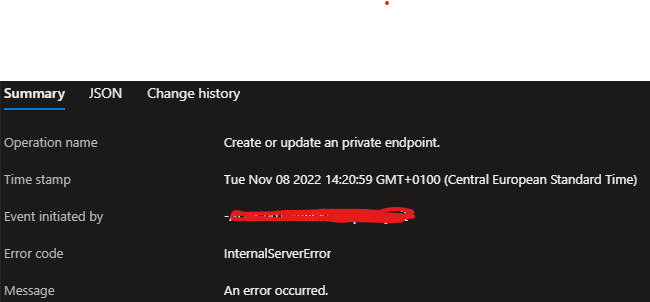 Summary JSON Change history
Operation name Create or update an private endpoint.
Time stamp Tue Nov 08 2022 14:20:59 GMT+0100 (Central European Standard Time)
Event initiated by
Error code InternalServerError
Message An error occurred.